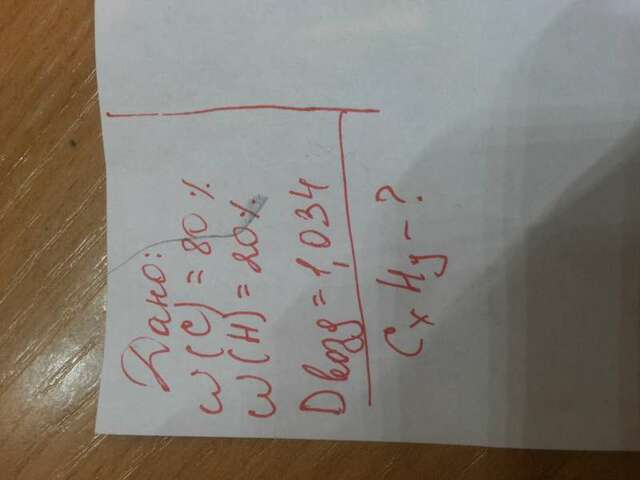 Дано:
W(C) = 80 %
W(H) = 20 %
Dвозд = 1,034
CxHy - ?